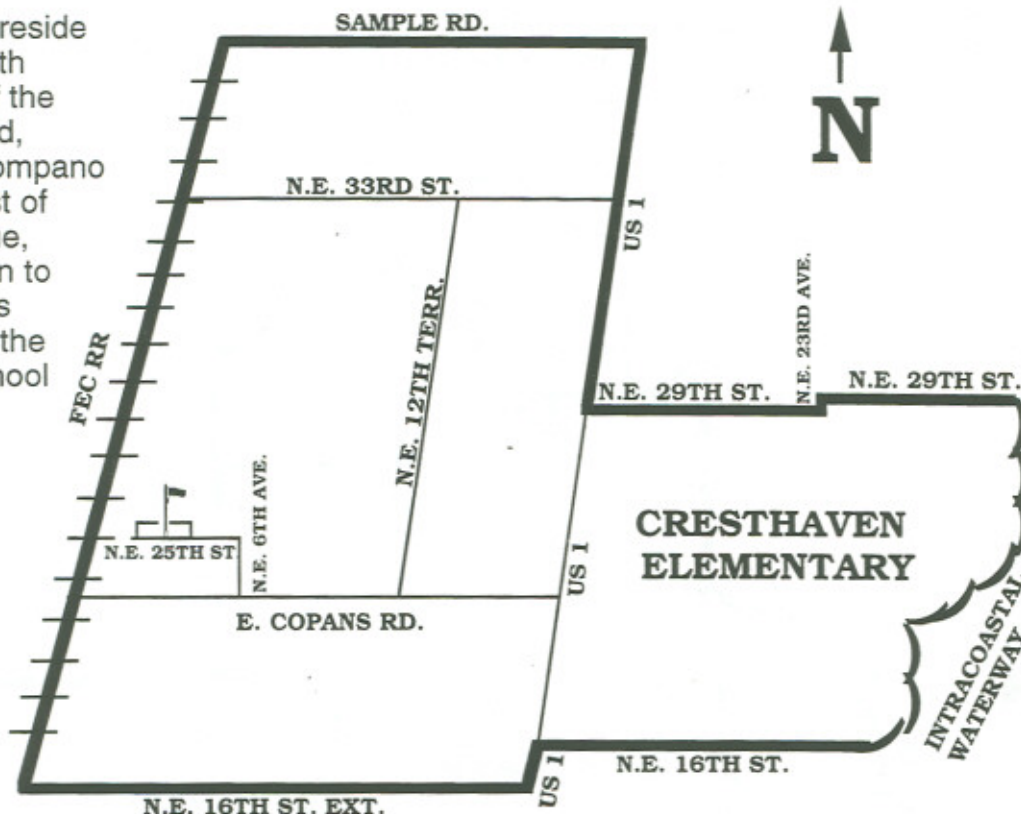 reside
th
f the
d,
ompano
st of
ue,
n to
s
the
hool
SAMPLE RD.
N
N.E. 33RD ST.
US 1
N.E. 23RD AVE.
N.E. 12TH TERR.
FEC RR
N.E. 29TH ST.
N.E. 29TH ST.
N.E. 6TH AVE.
N.E. 25TH ST
CRESTHAVEN
ELEMENTARY
US 1
E. COPANS RD.
INTRACOASTAL
WATERWAY
N.E. 16TH ST.
US 1
N.E. 16TH ST. EXT.